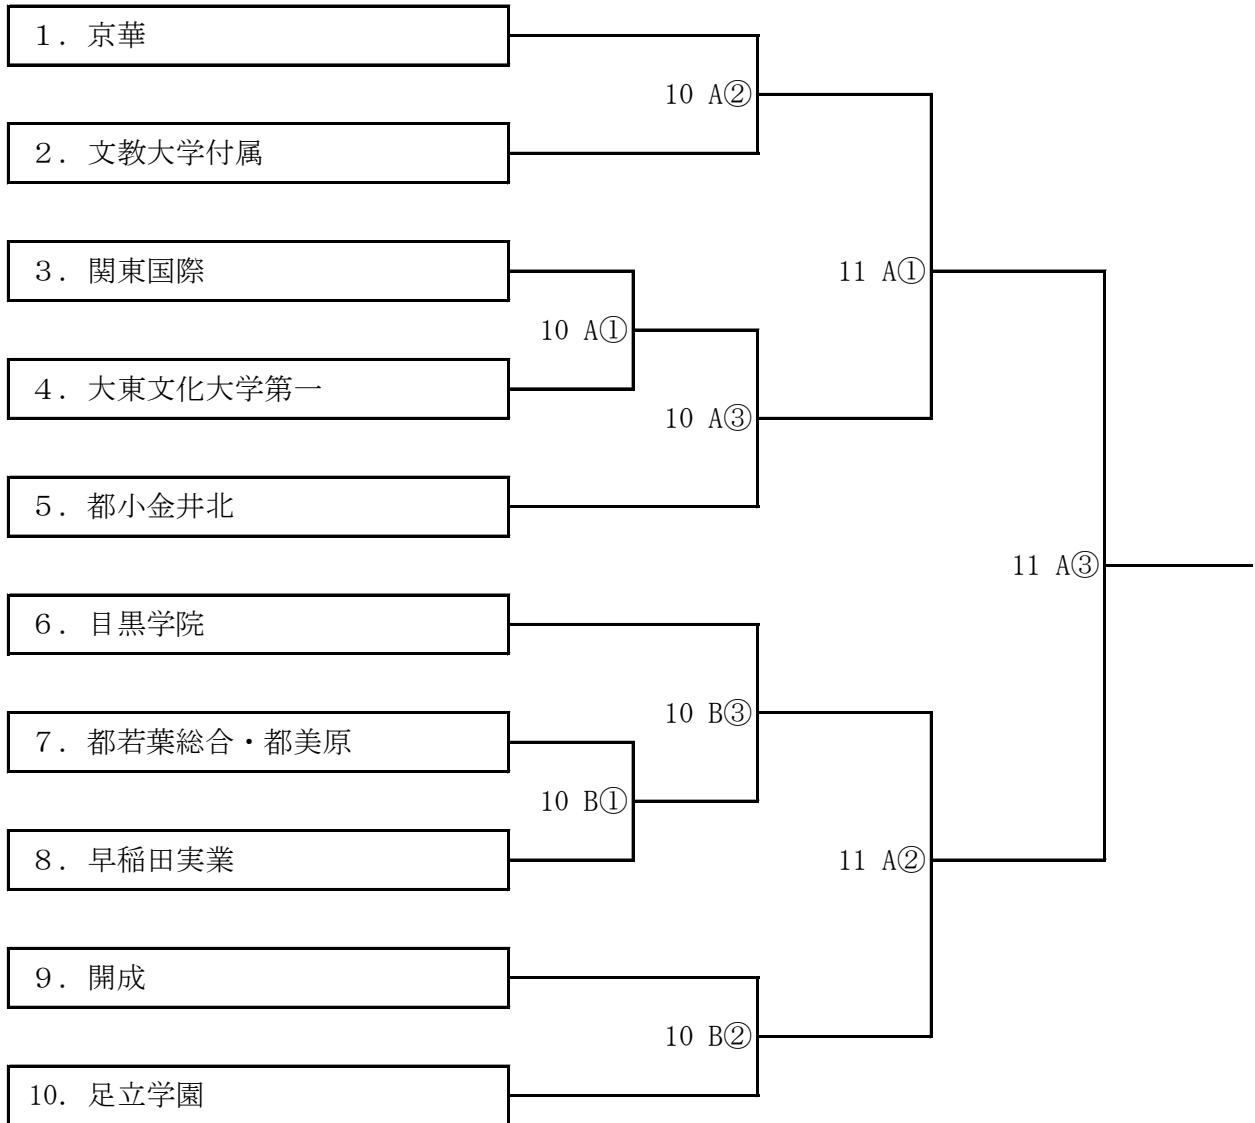 １．京華
10 A②
２．文教大学付属
３．関東国際
11 A①
10 A①
４．大東文化大学第一
10 A③
５．都小金井北
11 A③
６．目黒学院
10 B③
７．都若葉総合・都美原
10 B①
８．早稲田実業
11 A②
９．開成
10 B②
10．足立学園